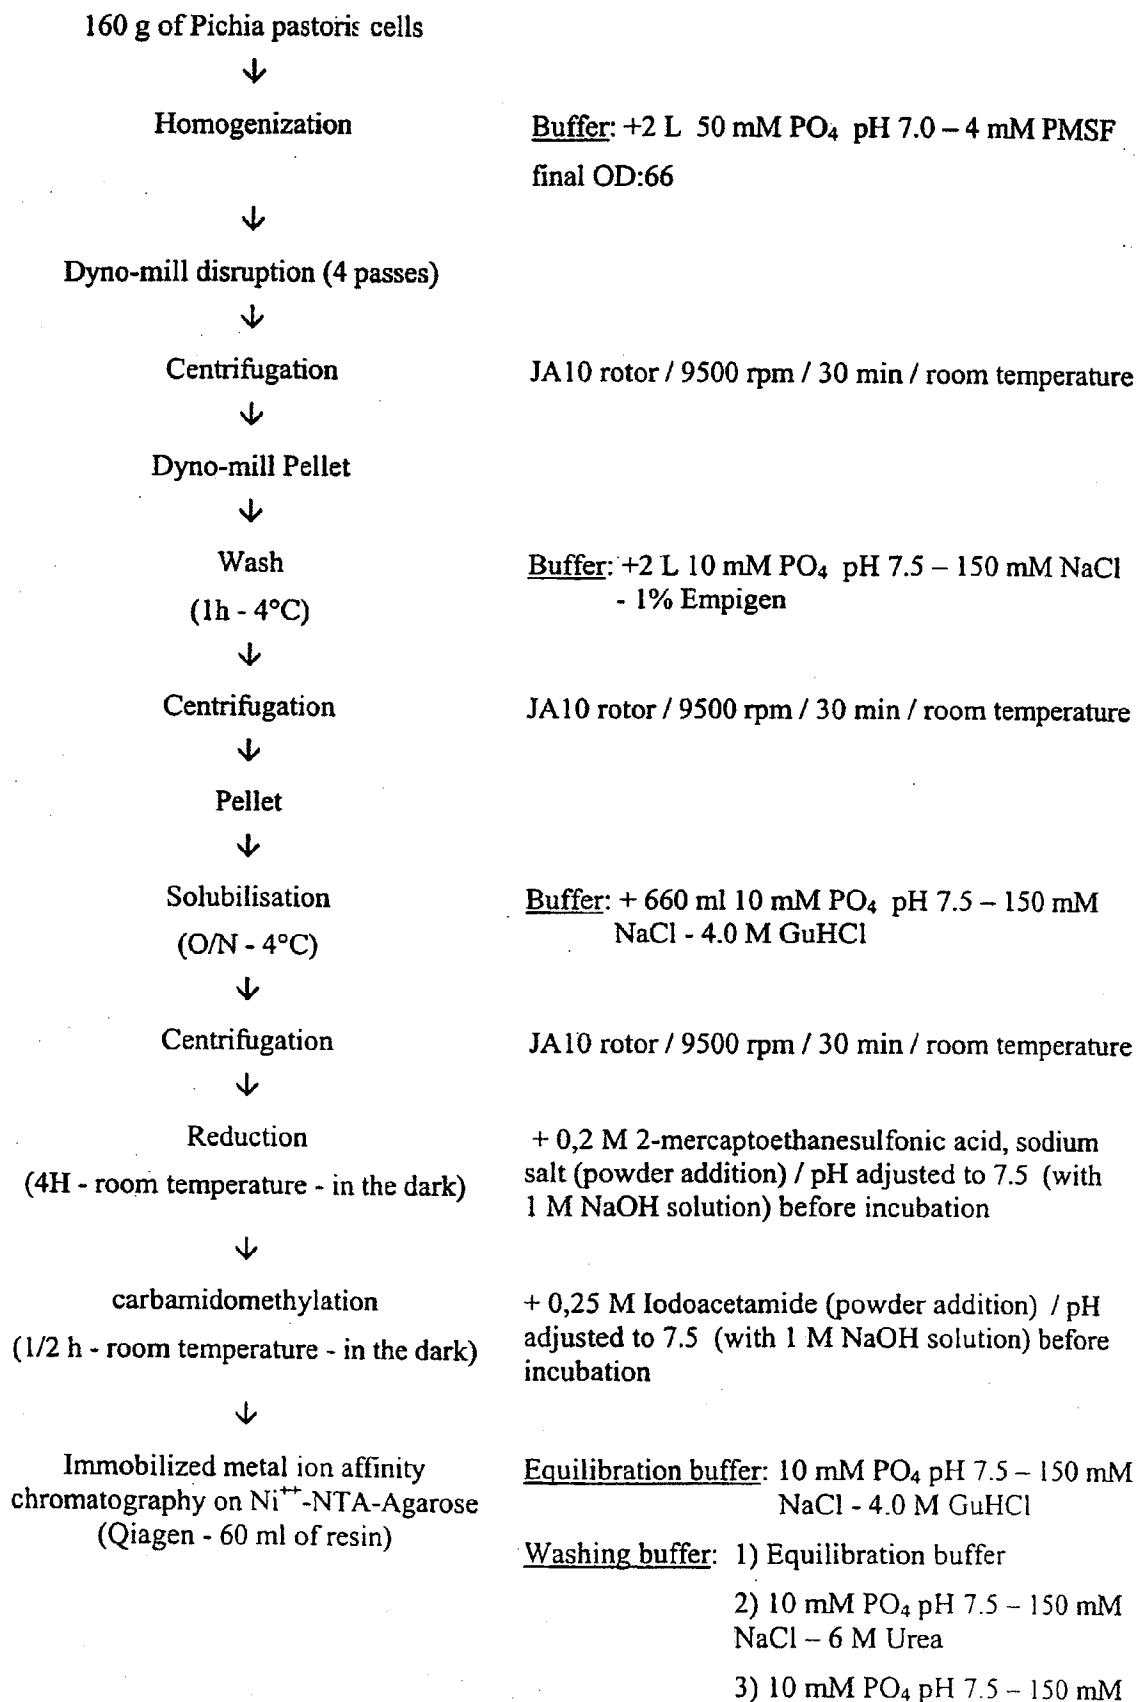 160 g of Pichia pastoris cells
↓
Homogenization
Buffer: +2 L 50 mM PO₄ pH 7.0 – 4 mM PMSF
final OD:66
↓
Dyno-mill disruption (4 passes)
↓
Centrifugation
JA10 rotor / 9500 rpm / 30 min / room temperature
↓
Dyno-mill Pellet
↓
Wash
(1h - 4°C)
Buffer: +2 L 10 mM PO₄ pH 7.5 – 150 mM NaCl
- 1% Empigen
↓
Centrifugation
JA10 rotor / 9500 rpm / 30 min / room temperature
↓
Pellet
↓
Solubilisation
(O/N - 4°C)
Buffer: + 660 ml 10 mM PO₄ pH 7.5 – 150 mM
NaCl - 4.0 M GuHCl
↓
Centrifugation
JA10 rotor / 9500 rpm / 30 min / room temperature
↓
Reduction
(4H - room temperature - in the dark)
+ 0,2 M 2-mercaptoethanesulfonic acid, sodium
salt (powder addition) / pH adjusted to 7.5 (with
1 M NaOH solution) before incubation
↓
carbamidomethylation
(1/2 h - room temperature - in the dark)
+ 0,25 M Iodoacetamide (powder addition) / pH
adjusted to 7.5 (with 1 M NaOH solution) before
incubation
↓
Immobilized metal ion affinity
chromatography on Ni⁺⁺-NTA-Agarose
(Qiagen - 60 ml of resin)
Equilibration buffer: 10 mM PO₄ pH 7.5 – 150 mM
NaCl - 4.0 M GuHCl
Washing buffer: 1) Equilibration buffer
2) 10 mM PO₄ pH 7.5 – 150 mM
NaCl – 6 M Urea
3) 10 mM PO₄ pH 7.5 – 150 mM